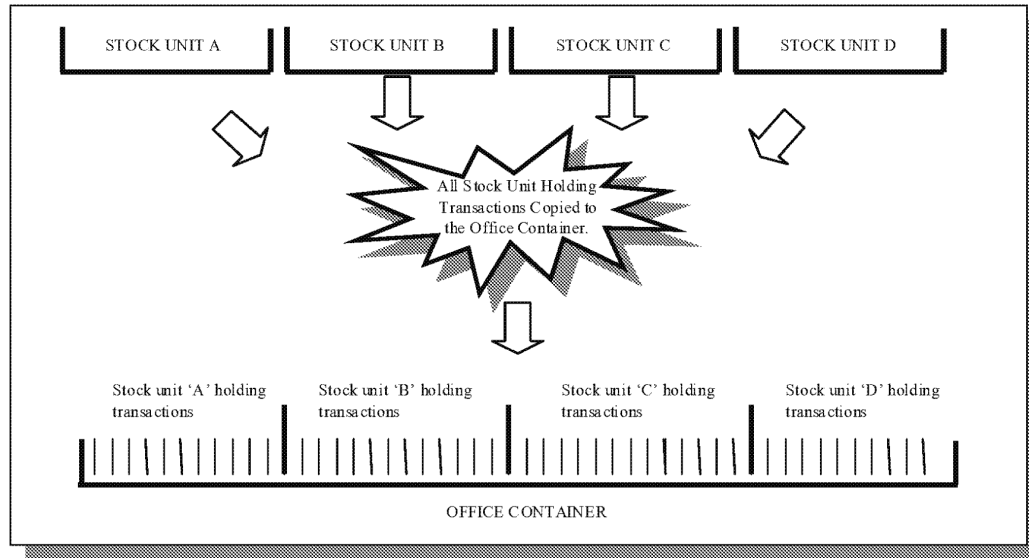 STOCK UNIT A
STOCK UNIT B
STOCK UNIT C
STOCK UNIT D
All Stock Unit Holding
Transactions Copied to
the Office Container.
Stock unit ‘A’ holding
transactions
Stock unit ‘B’ holding
transactions
Stock unit ‘C’ holding
transactions
Stock unit ‘D’ holding
transactions
OFFICE CONTAINER